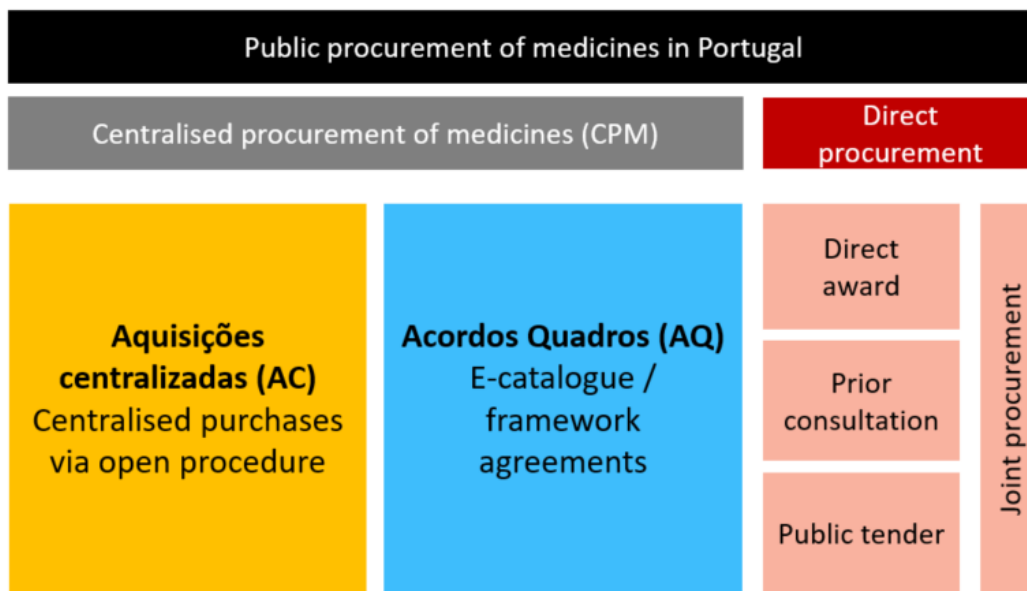 Public procurement of medicines in Portugal
Centralised procurement of medicines (CPM)
Direct
procurement
Aquisições
centralizadas (AC)
Centralised purchases
via open procedure
Acordos Quadros (AQ)
E-catalogue /
framework
agreements
Direct
award
Prior
consultation
Public tender
Joint procurement